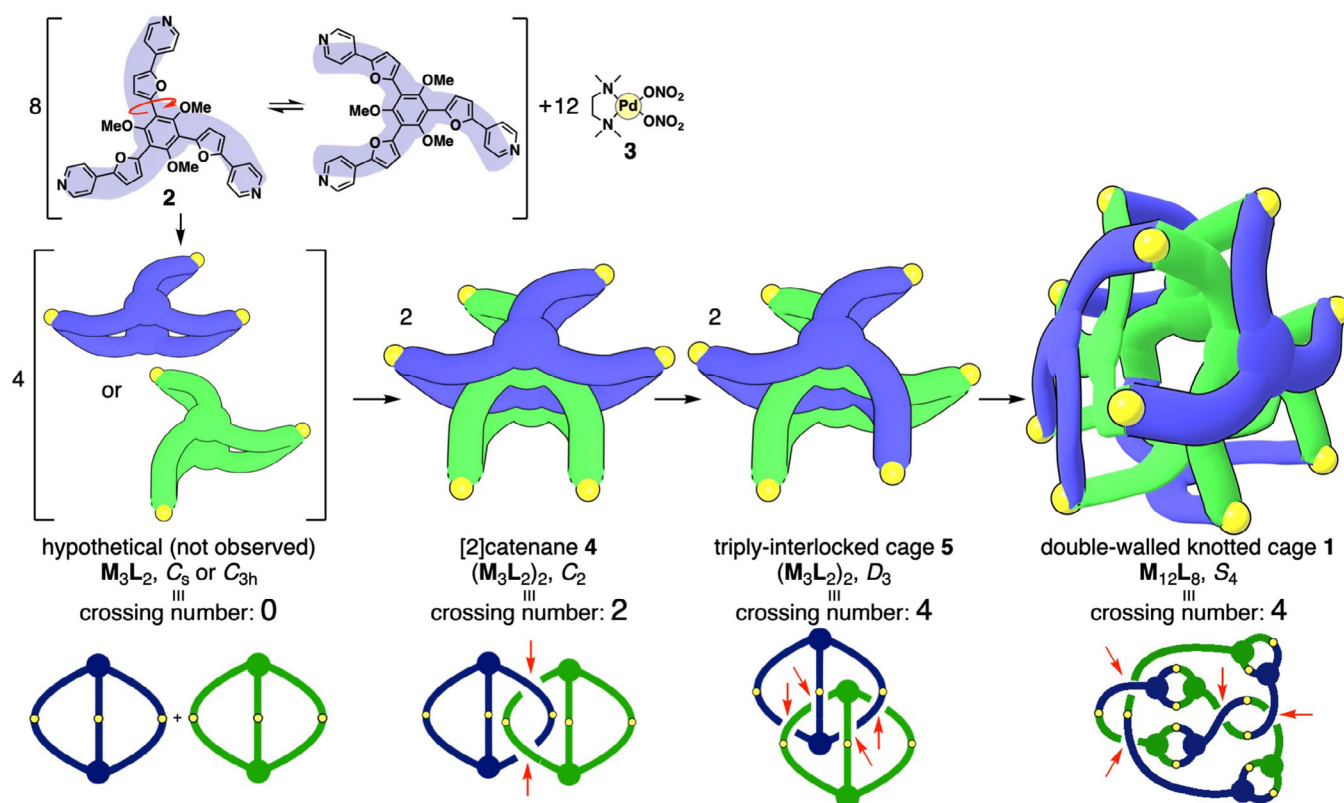 8
N
O
OMe
MeO
O
O
OMe
N
N
2
N
O
OMe
MeO
O
O
OMe
N
N
+12
N
N
Pd
ONO2
ONO2
3
4
or
2
2
hypothetical (not observed)
M3L2, Cs or C3h
crossing number: 0
[2]catenane 4
(M3L2)2, C2
crossing number: 2
triply-interlocked cage 5
(M3L2)2, D3
crossing number: 4
double-walled knotted cage 1
M12L8, S4
crossing number: 4
+